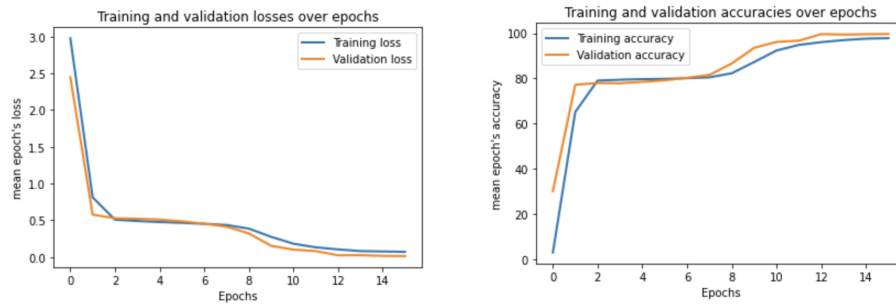 Training and validation losses over epochs
3.0
2.5
2.0
1.5
1.0
0.5
0.0
mean epoch's loss
Training loss
Validation loss
0 2 4 6 8 10 12 14
Epochs
Training and validation accuracies over epochs
100
80
60
40
20
0
mean epoch's accuracy
Training accuracy
Validation accuracy
0 2 4 6 8 10 12 14
Epochs